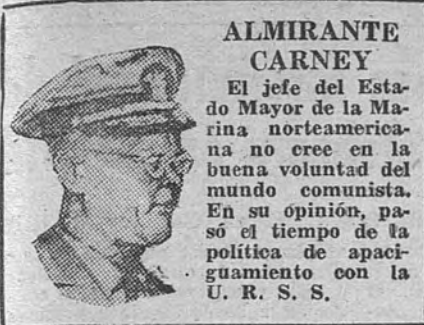 ALMIRANTE
CARNEY
El jefe del Esta-
do Mayor de la Ma-
rina norteamerica-
na no cree en la
buena voluntad del
mundo comunista.
En su opinión, pa-
só el tiempo de la
política de apaci-
guamiento con la
U. R. S. S.